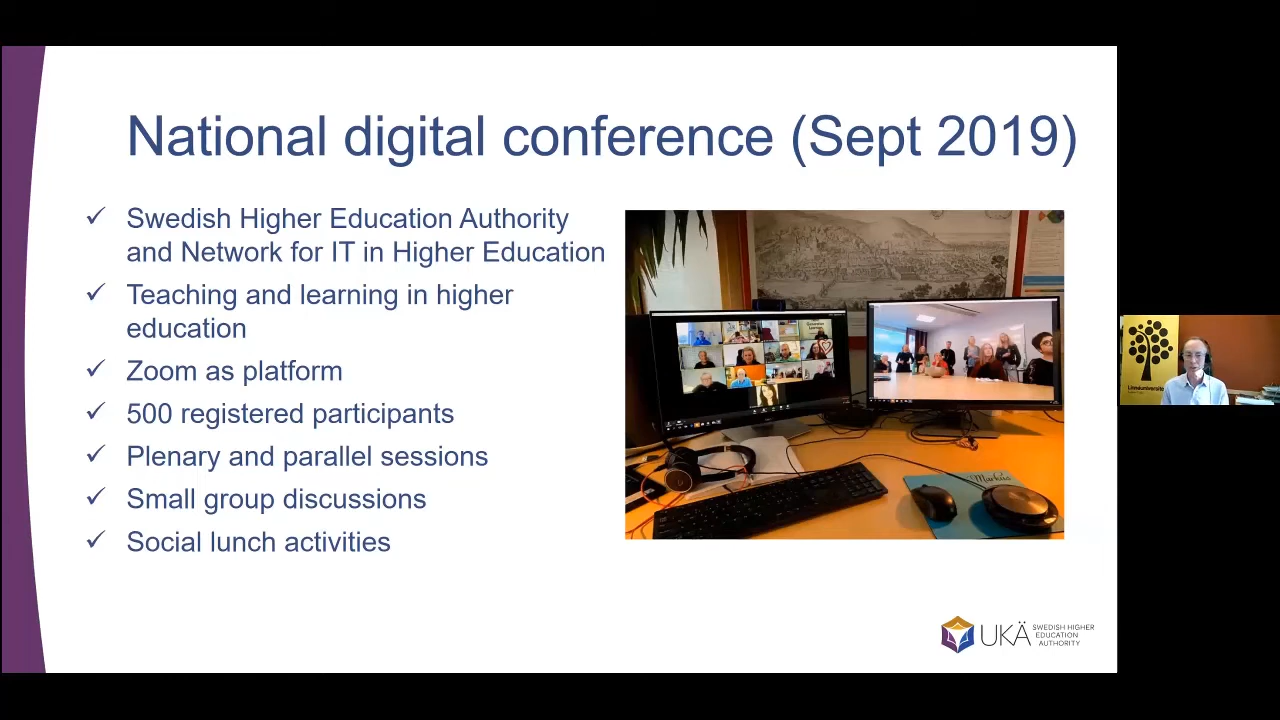 National digital conference (Sept 2019)
✓ Swedish Higher Education Authority
and Network for IT in Higher Education
✓ Teaching and learning in higher
education
✓ Zoom as platform
✓ 500 registered participants
✓ Plenary and parallel sessions
✓ Small group discussions
✓ Social lunch activities
Markus
Linnéuniversitetet
UKÄ
SWEDISH HIGHER
EDUCATION
AUTHORITY